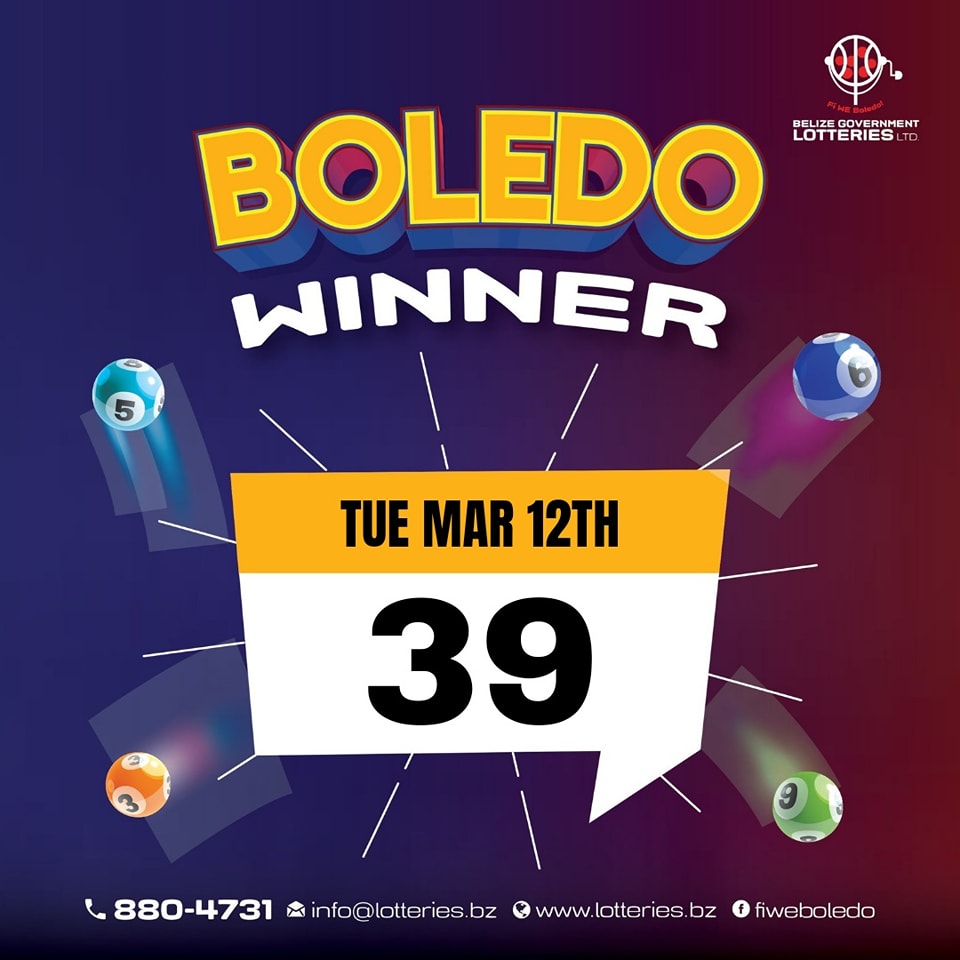 Fi WE Boledo!
BELIZE GOVERNMENT
LOTTERIES LTD.
BOLEDO
WINNER
5
6
TUE MAR 12TH
39
3
9
880-4731 info@lotteries.bz www.lotteries.bz fiweboledo